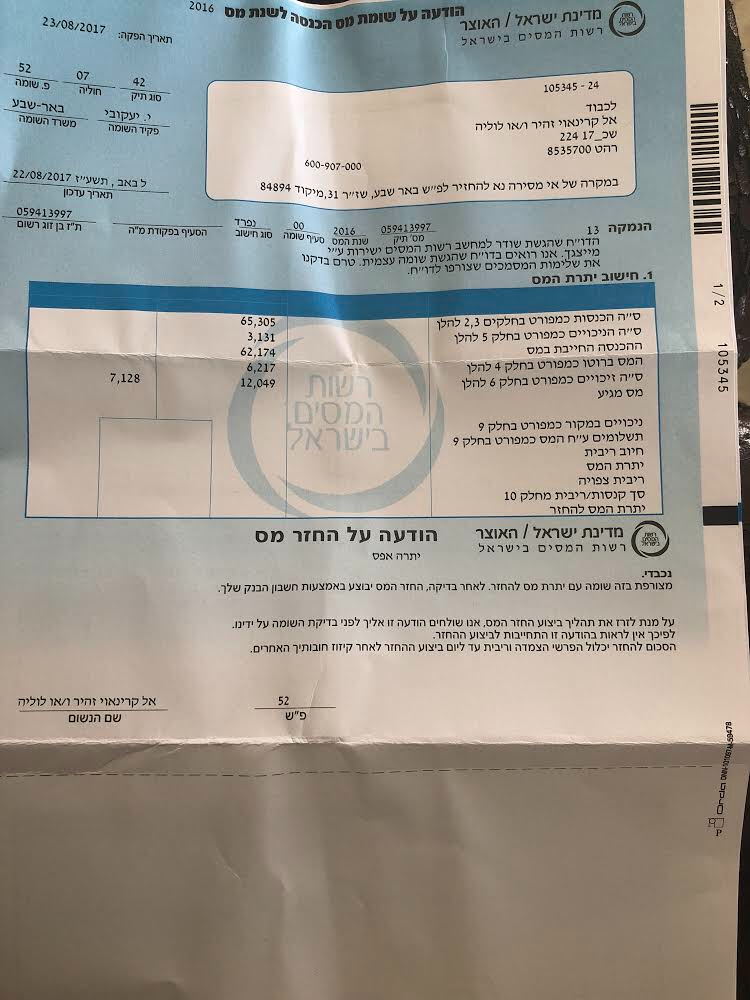 מדינת ישראל / האוצר
רשות המסים בישראל
הודעה על שומת מס הכנסה לשנת מס 2016
תאריך הפקה: 23/08/2017
105345 - 24
לכבוד
אל קרינאוי זהיר ו/או לוליה
שכ_17 224
רהט 8535700
600-907-000
במקרה של אי מסירה נא להחזיר לפ"ש באר שבע, שז"ר 31,מיקוד 84894
42 07 52
סוג תיק חוליה פ. שומה
י. יעקובי באר-שבע
פקיד השומה משרד השומה
ל באב, תשע"ז 22/08/2017
תאריך עדכון
059413997 2016 00 נפרד 059413997
מס' תיק שנת המס סעיף שומה סוג חישוב הסעיף בפקודת מ"ה ת"ז בן זוג רשום
הנמקה 13
הדו"ח שהגשת שודר למחשב רשות המסים ישירות ע"י
מייצגך. אנו רואים בדו"ח שהגשת שומה עצמית. טרם בדקנו
את שלימות המסמכים שצורפו לדו"ח.
1. חישוב יתרת המס
ס"ה הכנסות כמפורט בחלקים 2,3 להלן 65,305
ס"ה הניכויים כמפורט בחלק 5 להלן 3,131
ההכנסה החייבת במס 62,174
המס ברוטו כמפורט בחלק 4 להלן 6,217
ס"ה זיכויים כמפורט בחלק 6 להלן 12,049 7,128
מס מגיע
ניכויים במקור כמפורט בחלק 9
תשלומים ע"ח המס כמפורט בחלק 9
חיוב ריבית
יתרת המס
ריבית צפויה
סך קנסות/ריבית מחלק 10
יתרת המס להחזר
רשות
המסים
בישראל
1/2 105345
מדינת ישראל / האוצר
רשות המסים בישראל
הודעה על החזר מס
יתרה אפס
נכבדי.
מצורפת בזה שומה עם יתרת מס להחזר. לאחר בדיקה, החזר המס יבוצע באמצעות חשבון הבנק שלך.
על מנת לזרז את תהליך ביצוע החזר המס, אנו שולחים הודעה זו אליך לפני בדיקת השומה על ידינו.
לפיכך אין לראות בהודעה זו התחייבות לביצוע ההחזר.
הסכום להחזר יכלול הפרשי הצמדה וריבית עד ליום ביצוע ההחזר לאחר קיזוז חובותיך האחרים.
52 אל קרינאוי זהיר ו/או לוליה
פ"ש שם הנשום
P